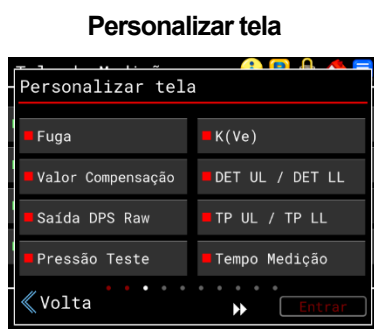 Personalizar tela
Personalizar tela
Fuga
K(Ve)
Valor Compensação
DET UL / DET LL
Saída DPS Raw
TP UL / TP LL
Pressão Teste
Tempo Medição
Volta
Entrar